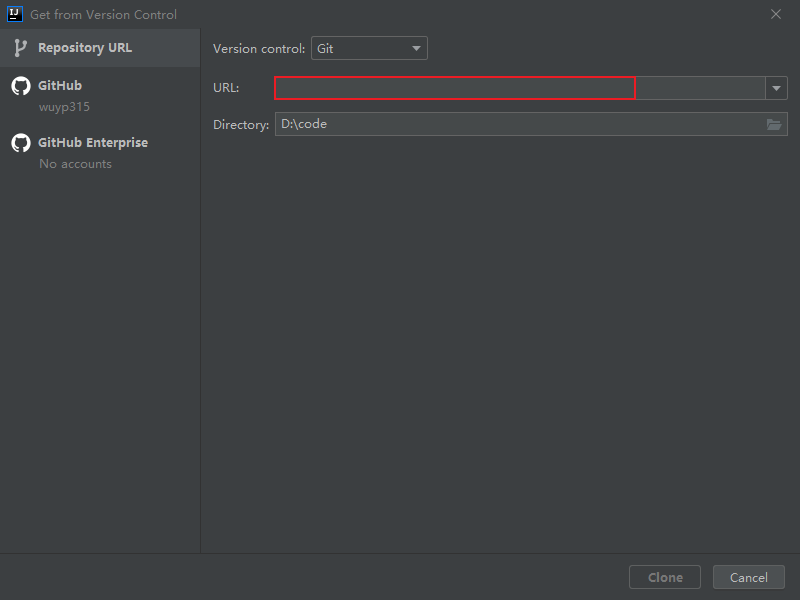 IJ Get from Version Control
Repository URL
GitHub
wuyp315
GitHub Enterprise
No accounts
Version control: Git
URL:
Directory: D:\code
Clone Cancel